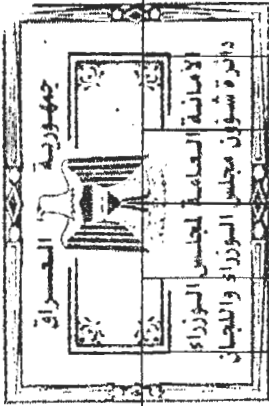 جمهورية العراق
الامانة العامة لمجلس الوزراء
دائرة شؤون مجلس الوزراء واللجان